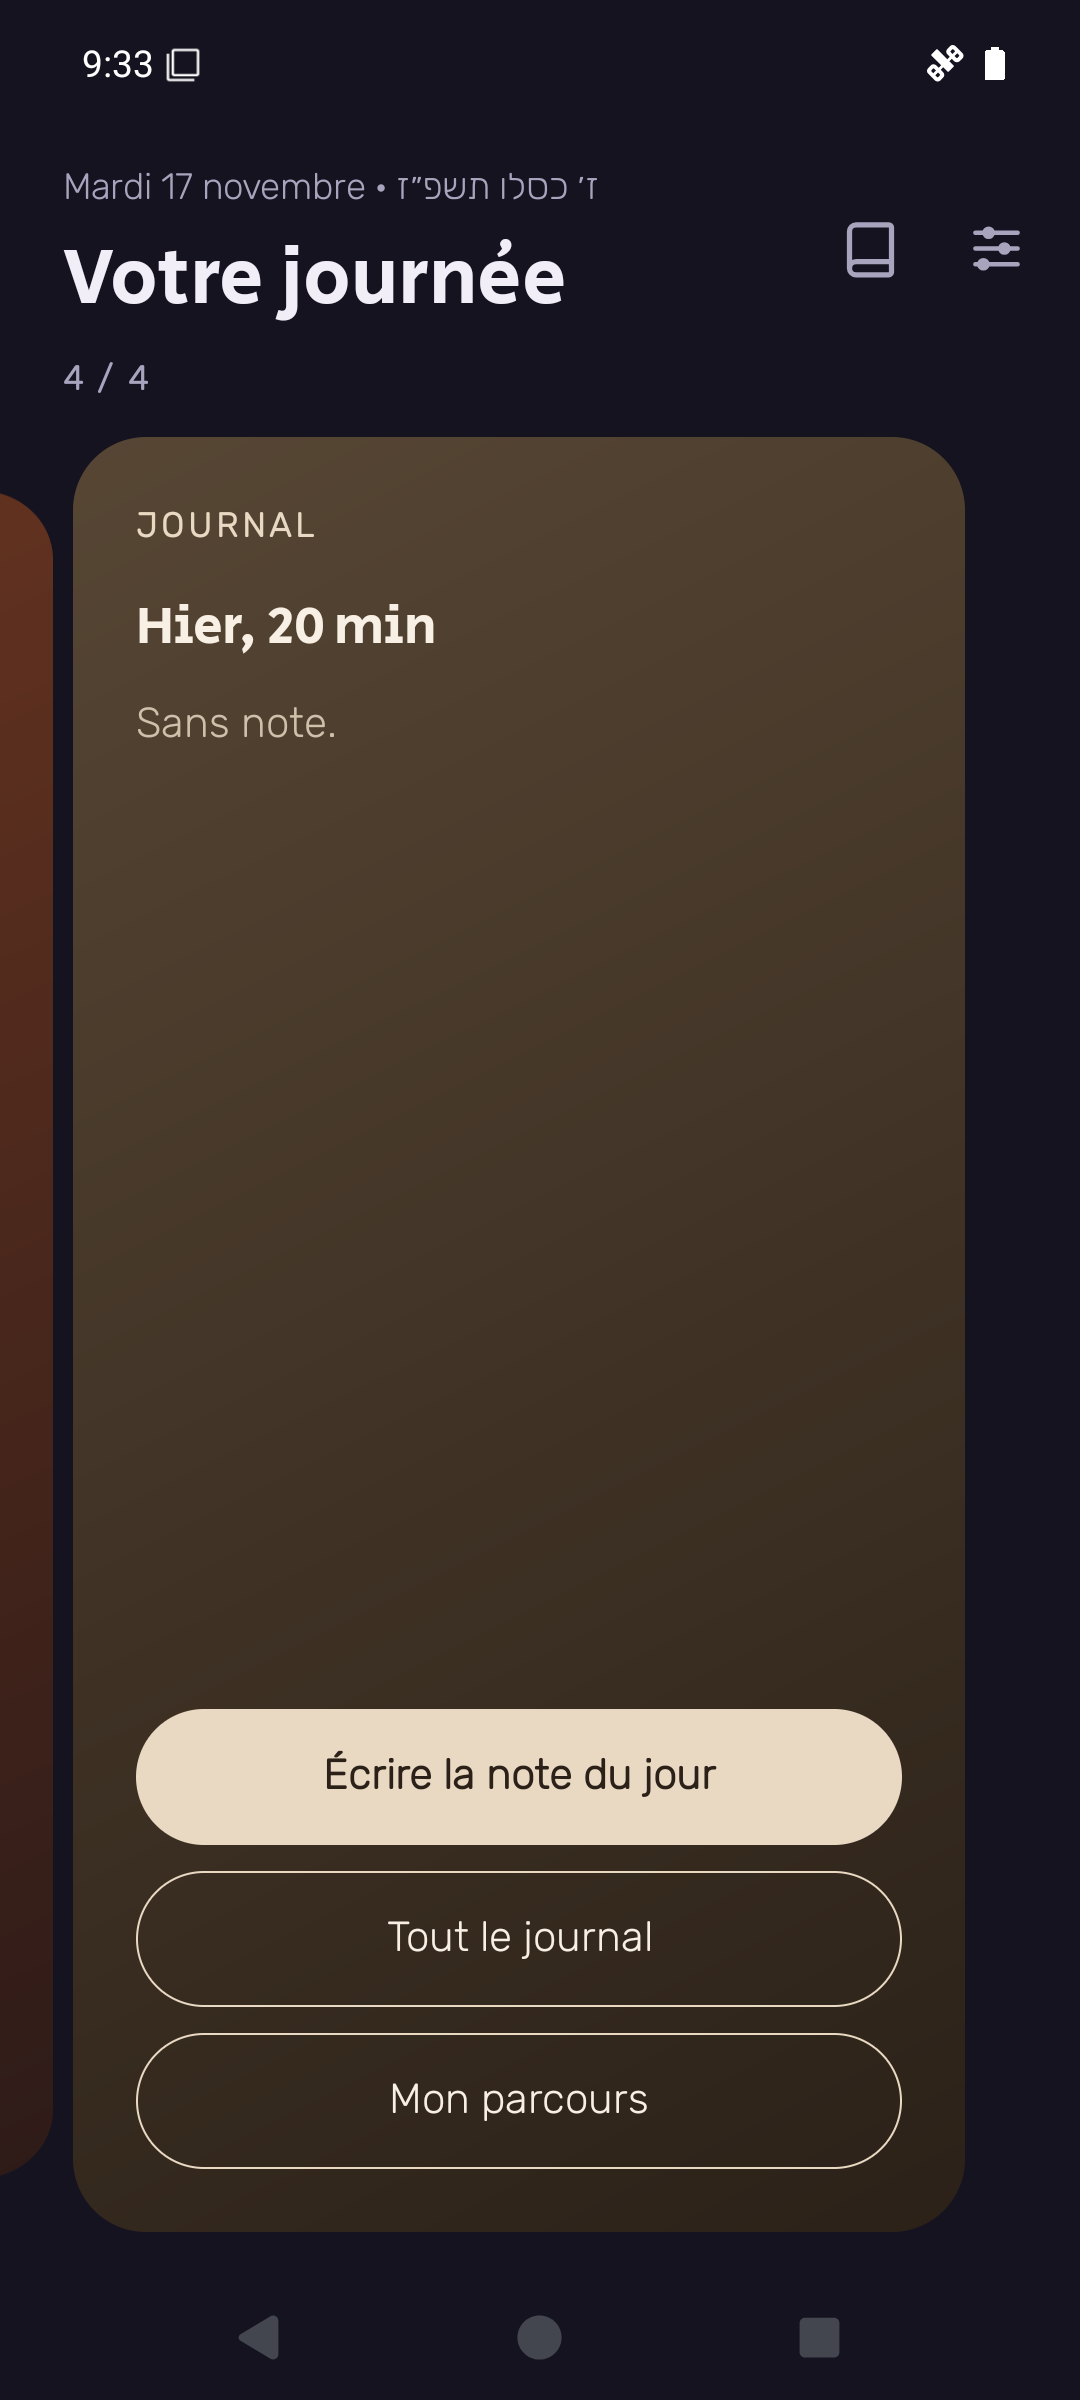 9:33
Mardi 17 novembre • ז׳ כסלו תשפ״ז
Votre journée
4 / 4
JOURNAL
Hier, 20 min
Sans note.
Écrire la note du jour
Tout le journal
Mon parcours